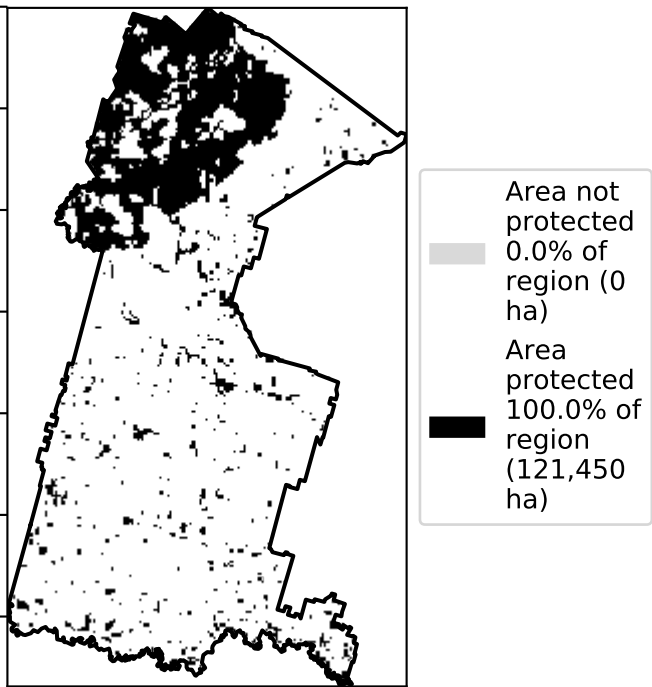 Area not
protected
0.0% of
region (0
ha)
Area
protected
100.0% of
region
(121,450
ha)